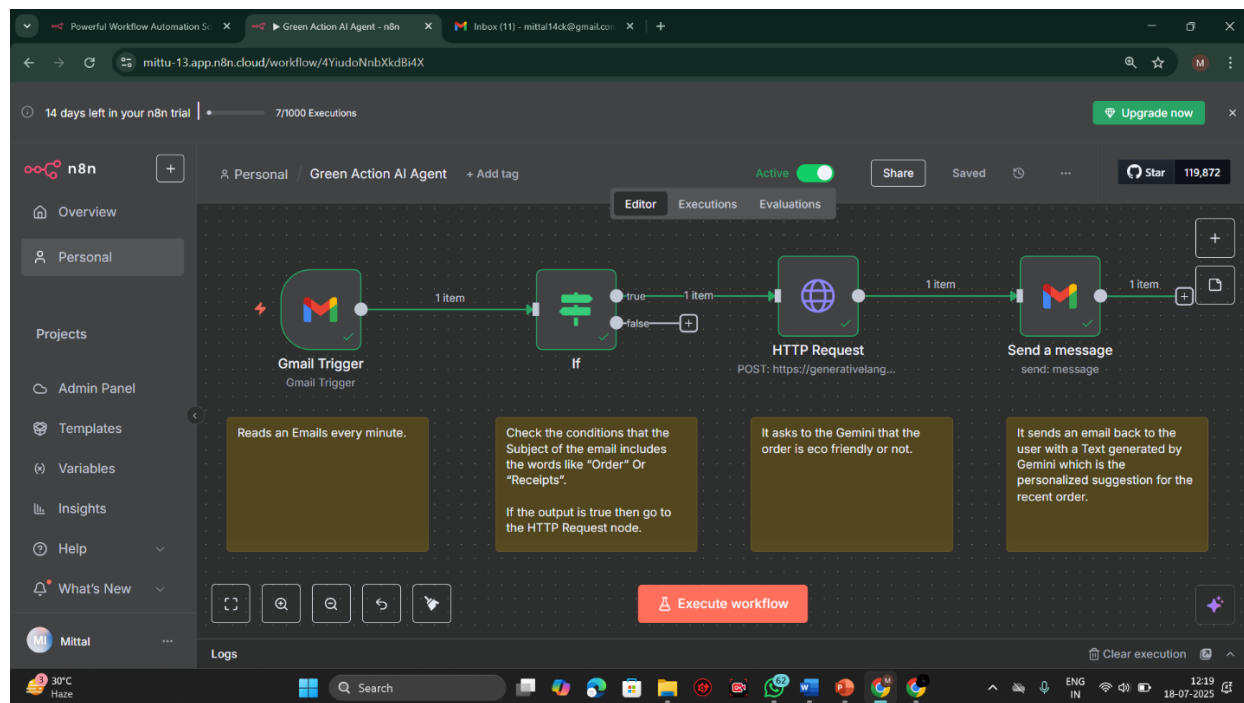 Powerful Workflow Automation So
Green Action AI Agent - n8n
Inbox (11) - mittal14ck@gmail.com
mittu-13.app.n8n.cloud/workflow/4YiudoNnbXkdBi4X
M
14 days left in your n8n trial
7/1000 Executions
Upgrade now
n8n
Personal / Green Action AI Agent + Add tag
Active
Share
Saved
Star 119,872
Editor Executions Evaluations
Overview
Personal
Projects
Admin Panel
Templates
Variables
Insights
Help
What's New
MI Mittal
1 item
true
1 item
false
1 item
1 item
Gmail Trigger
Gmail Trigger
If
HTTP Request
POST: https://generativelang...
Send a message
send: message
Reads an Emails every minute.
Check the conditions that the
Subject of the email includes
the words like "Order" Or
"Receipts".
If the output is true then go to
the HTTP Request node.
It asks to the Gemini that the
order is eco friendly or not.
It sends an email back to the
user with a Text generated by
Gemini which is the
personalized suggestion for the
recent order.
Execute workflow
Logs
Clear execution
3
30°C
Haze
Search
62
M
ENG
IN
12:19
18-07-2025